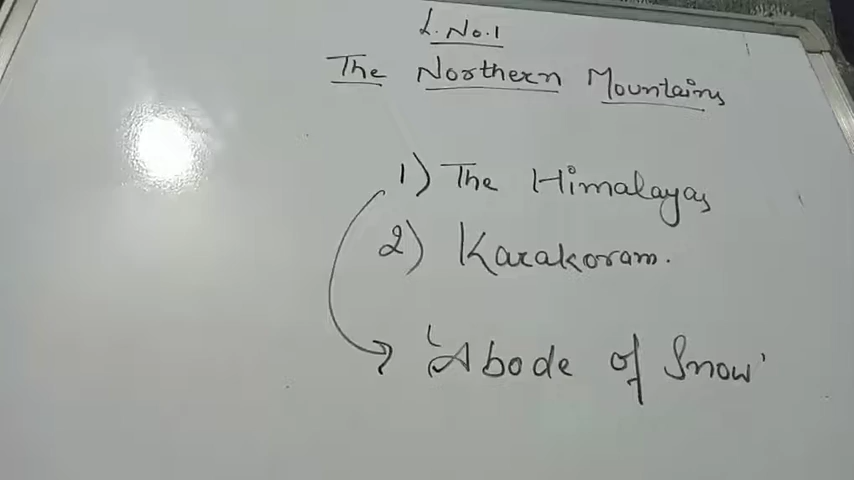 L. No. 1
The Northern Mountains
1) The Himalayas
2) Karakoram.
'Abode of Snow'